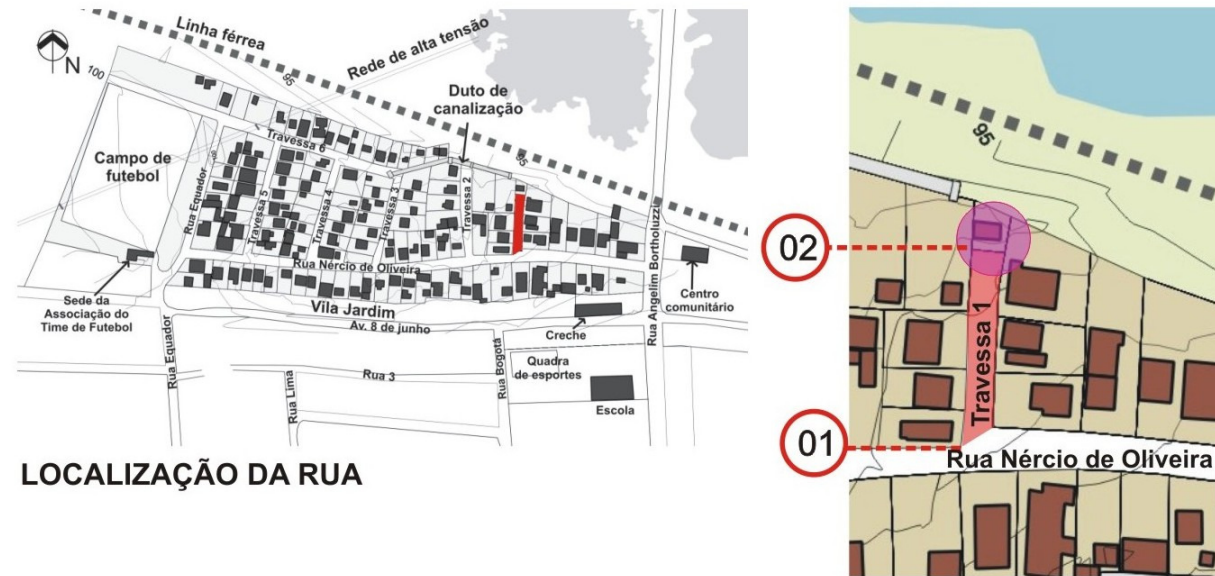 Linha férrea
Rede de alta tensão
N
100
95
Duto de
canalização
Travessa 6
Campo de
futebol
Rua Equador
Travessa 5
Travessa 4
Travessa 3
Travessa 2
95
Rua Nércio de Oliveira
Rua Angelim Bortholuzzi
Sede da
Associação do
Time de Futebol
Vila Jardim
Av. 8 de junho
Creche
Centro
comunitário
Rua Equador
Rua Lima
Rua 3
Rua Bogotá
Quadra
de esportes
Escola
LOCALIZAÇÃO DA RUA
95
02
Travessa 1
01
Rua Nércio de Oliveira